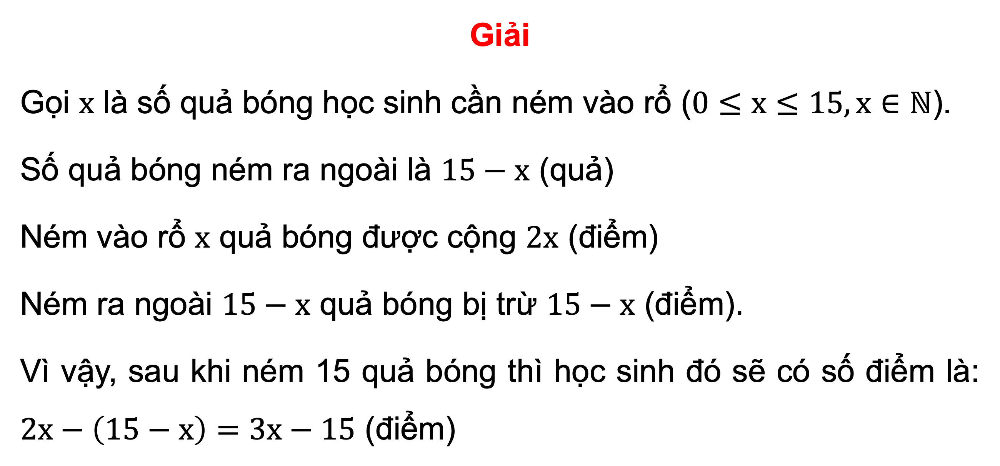 Giải
Gọi x là số quả bóng học sinh cần ném vào rổ (0 ≤ x ≤ 15, x ∈ ℕ).
Số quả bóng ném ra ngoài là 15 − x (quả)
Ném vào rổ x quả bóng được cộng 2x (điểm)
Ném ra ngoài 15 − x quả bóng bị trừ 15 − x (điểm).
Vì vậy, sau khi ném 15 quả bóng thì học sinh đó sẽ có số điểm là:
2x − (15 − x) = 3x − 15 (điểm)